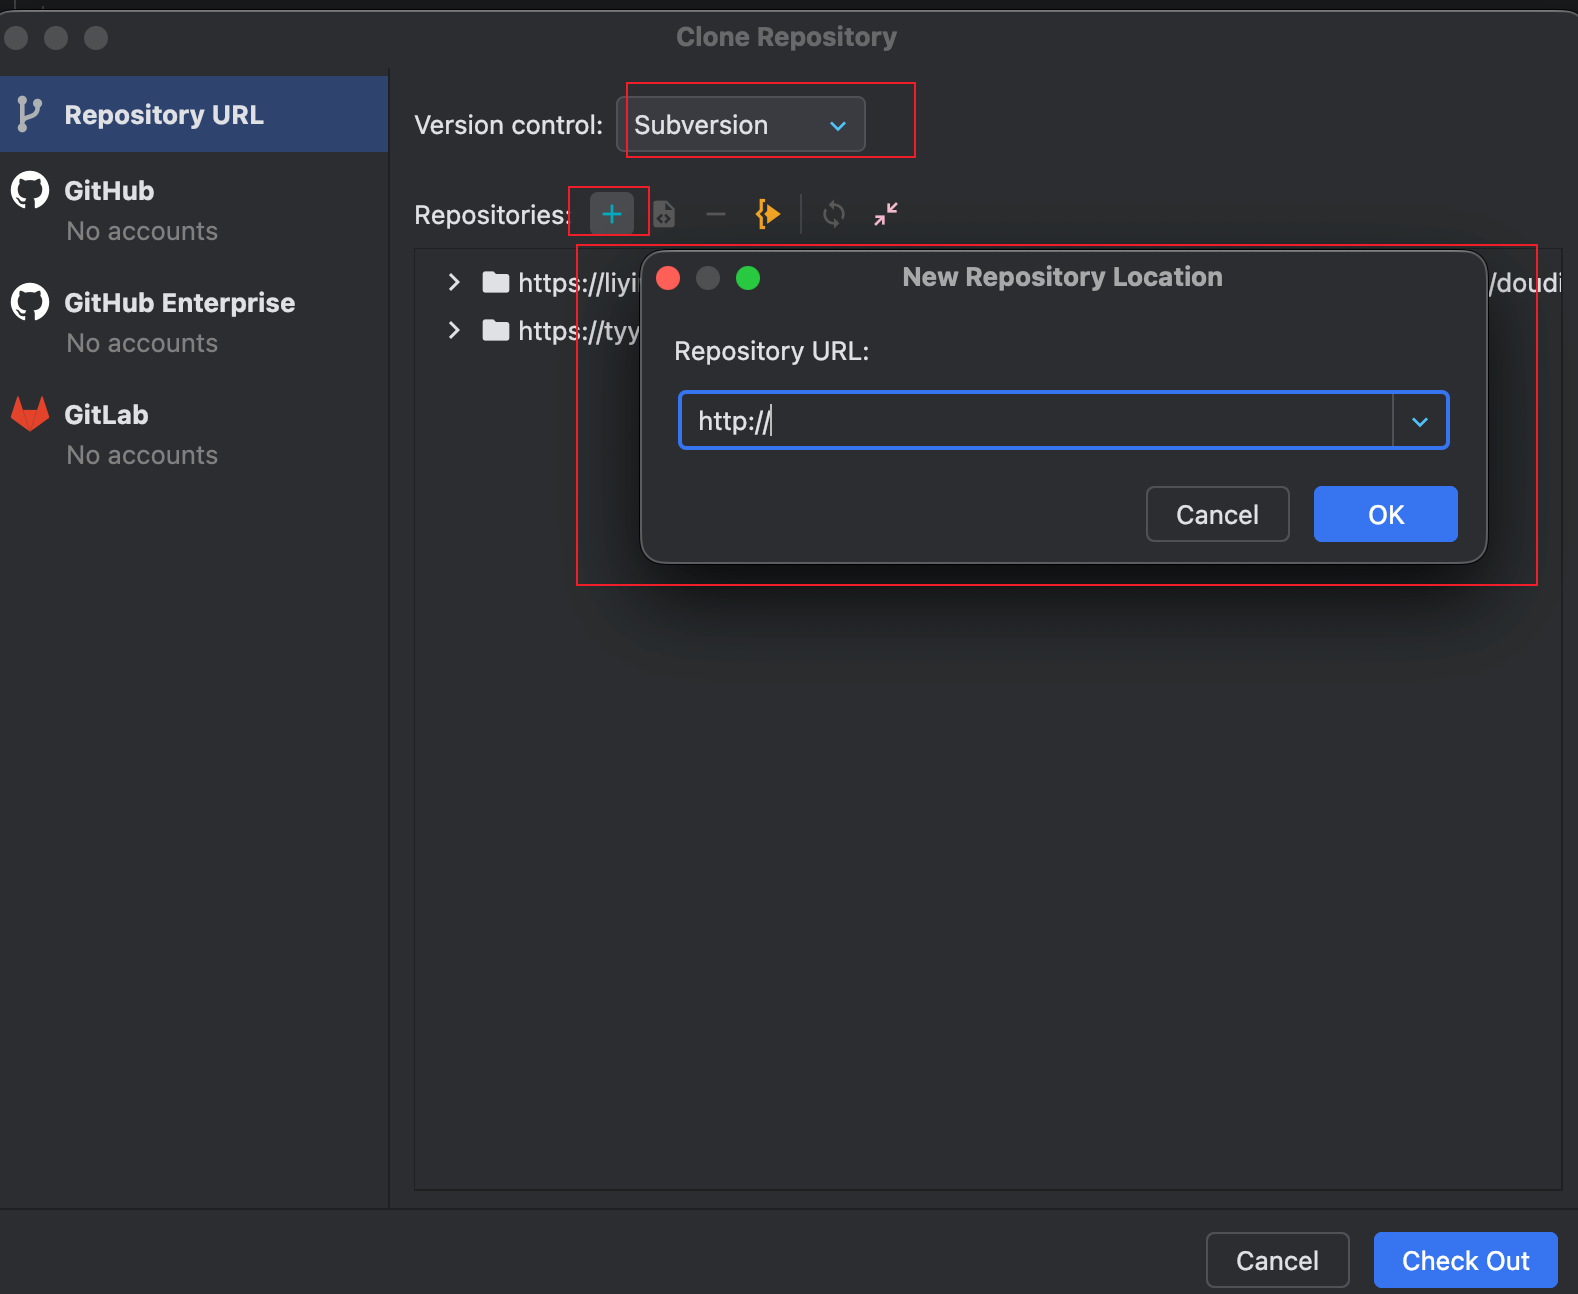 Clone Repository
Repository URL
GitHub
No accounts
GitHub Enterprise
No accounts
GitLab
No accounts
Version control:
Subversion
Repositories:
https://liyi
/doudi
https://tyy
New Repository Location
Repository URL:
http://
Cancel
OK
Cancel
Check Out